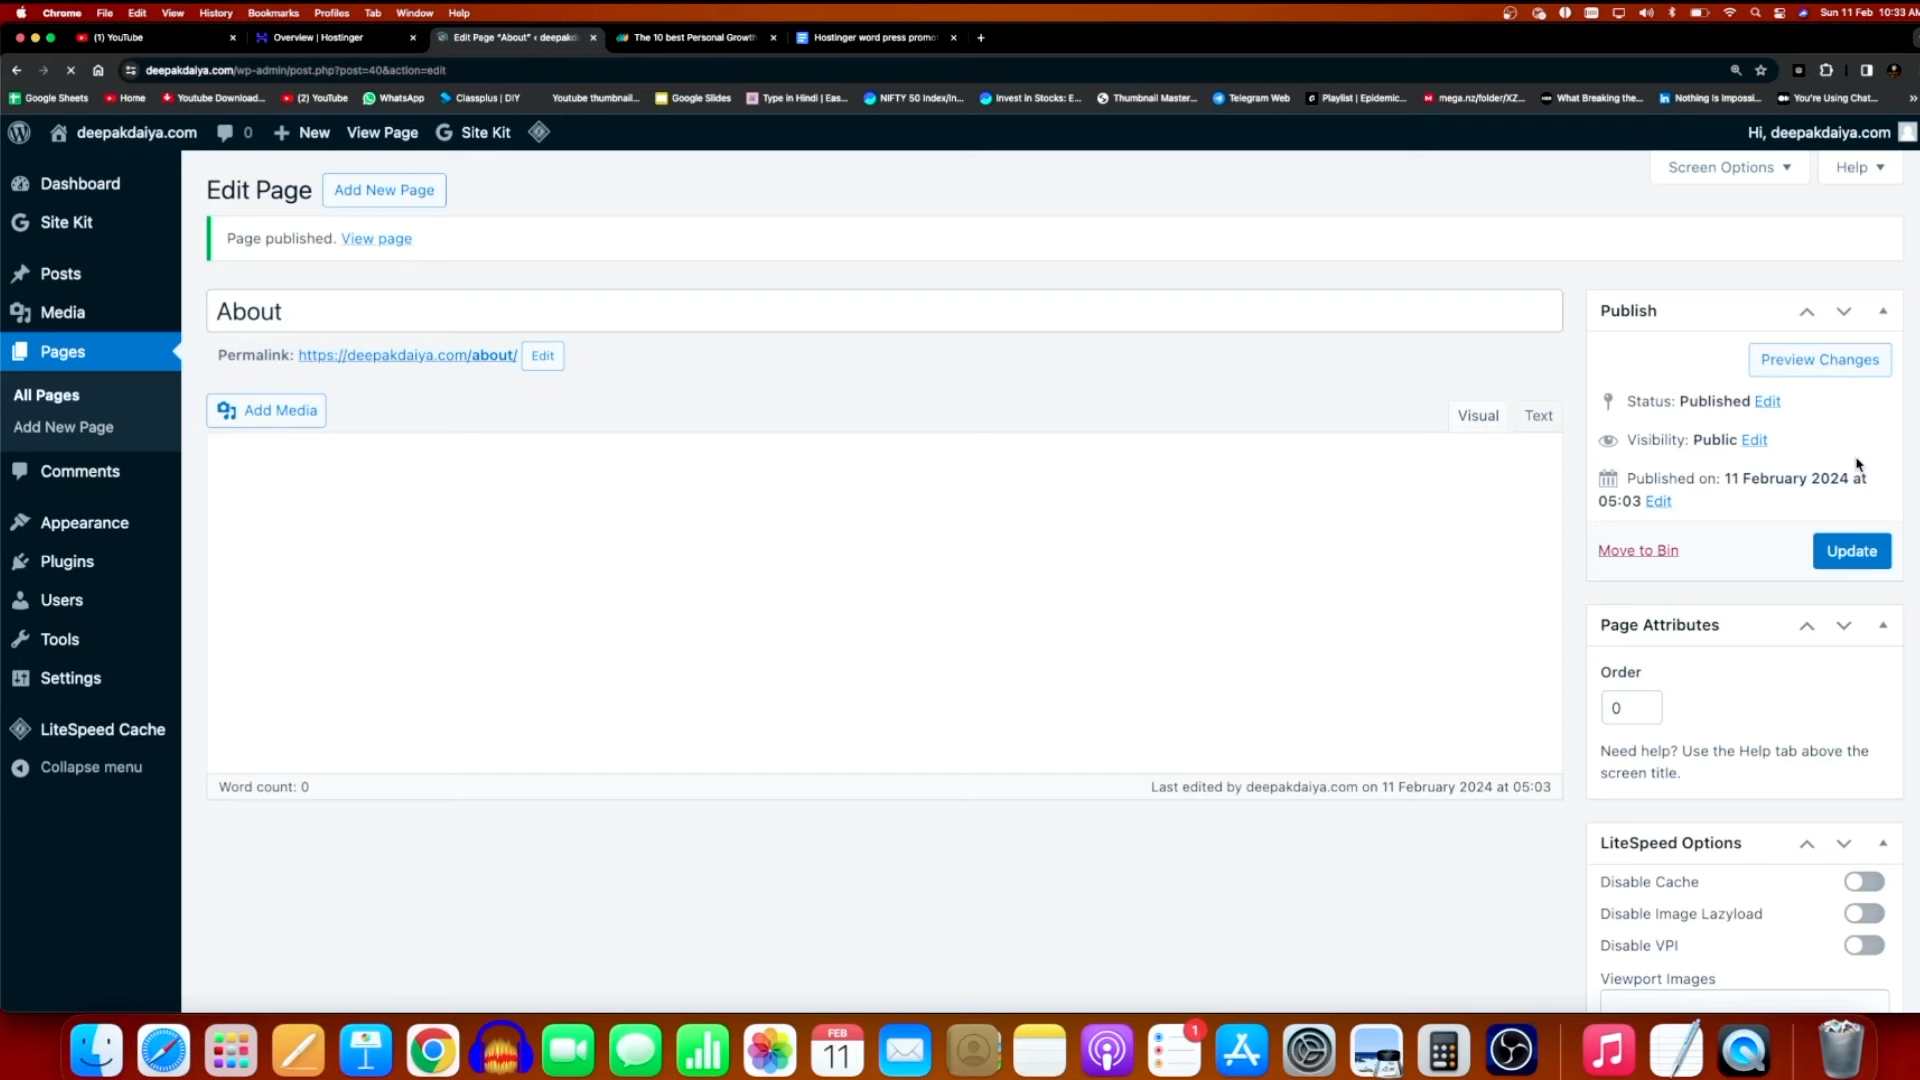 Chrome File Edit View History Bookmarks Profiles Tab Window Help Sun 11 Feb 10:33 AM
(1) YouTube Overview | Hostinger Edit Page “About” ‹ deepakd The 10 best Personal Growth Hostinger word press promo
deepakdaiya.com/wp-admin/post.php?post=40&action=edit
Google Sheets Home Youtube Download... (2) YouTube WhatsApp Classplus | DIY Youtube thumbnail... Google Slides Type in Hindi | Eas... NIFTY 50 Index/In... Invest in Stocks: E... Thumbnail Master... Telegram Web Playlist | Epidemic... mega.nz/folder/XZ... What Breaking the... Nothing Is Impossi... You're Using Chat...
deepakdaiya.com 0 New View Page Site Kit Hi, deepakdaiya.com
Screen Options Help
Dashboard
Site Kit
Posts
Media
Pages
All Pages
Add New Page
Comments
Appearance
Plugins
Users
Tools
Settings
LiteSpeed Cache
Collapse menu
Edit Page Add New Page
Page published. View page
About
Permalink: https://deepakdaiya.com/about/ Edit
Add Media
Visual Text
Word count: 0
Last edited by deepakdaiya.com on 11 February 2024 at 05:03
Publish
Preview Changes
Status: Published Edit
Visibility: Public Edit
Published on: 11 February 2024 at
05:03 Edit
Move to Bin Update
Page Attributes
Order
0
Need help? Use the Help tab above the
screen title.
LiteSpeed Options
Disable Cache
Disable Image Lazyload
Disable VPI
Viewport Images
FEB
11
1